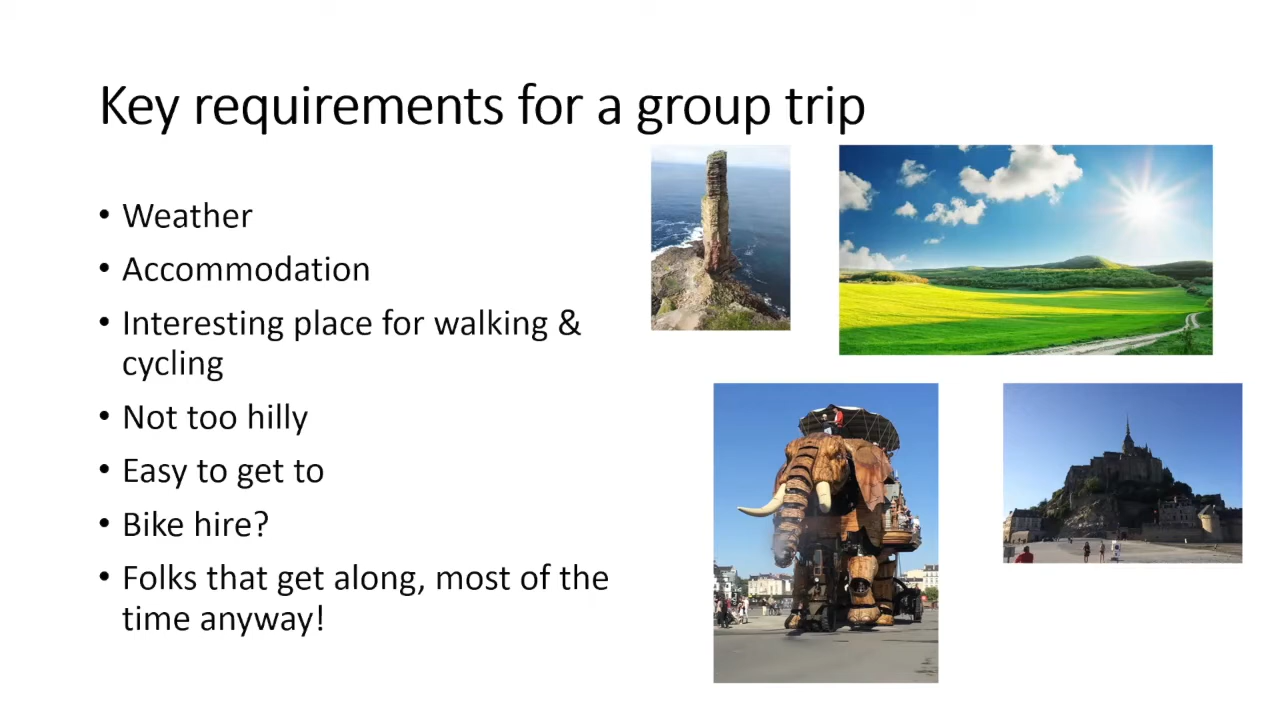 Key requirements for a group trip
• Weather
• Accommodation
• Interesting place for walking &
cycling
• Not too hilly
• Easy to get to
• Bike hire?
• Folks that get along, most of the
time anyway!